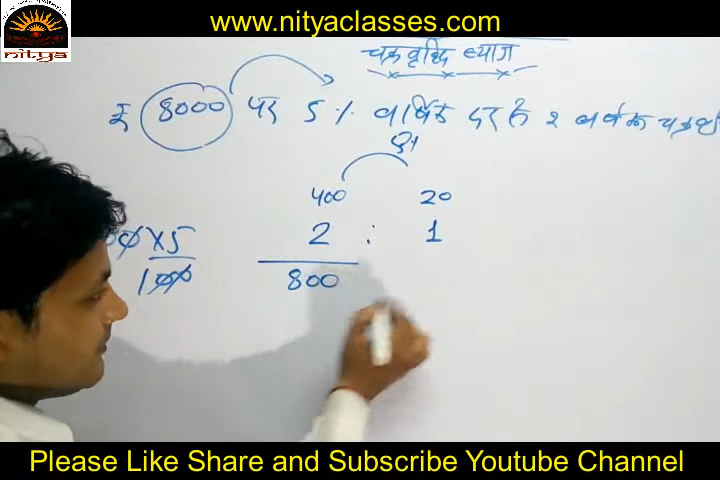 www.nityaclasses.com
nitya
चक्रवृद्धि ब्याज
₹ 8000 पर 5 % वार्षिक दर से 2 वर्ष का
400 20
×5 2 : 1
100 800
Please Like Share and Subscribe Youtube Channel